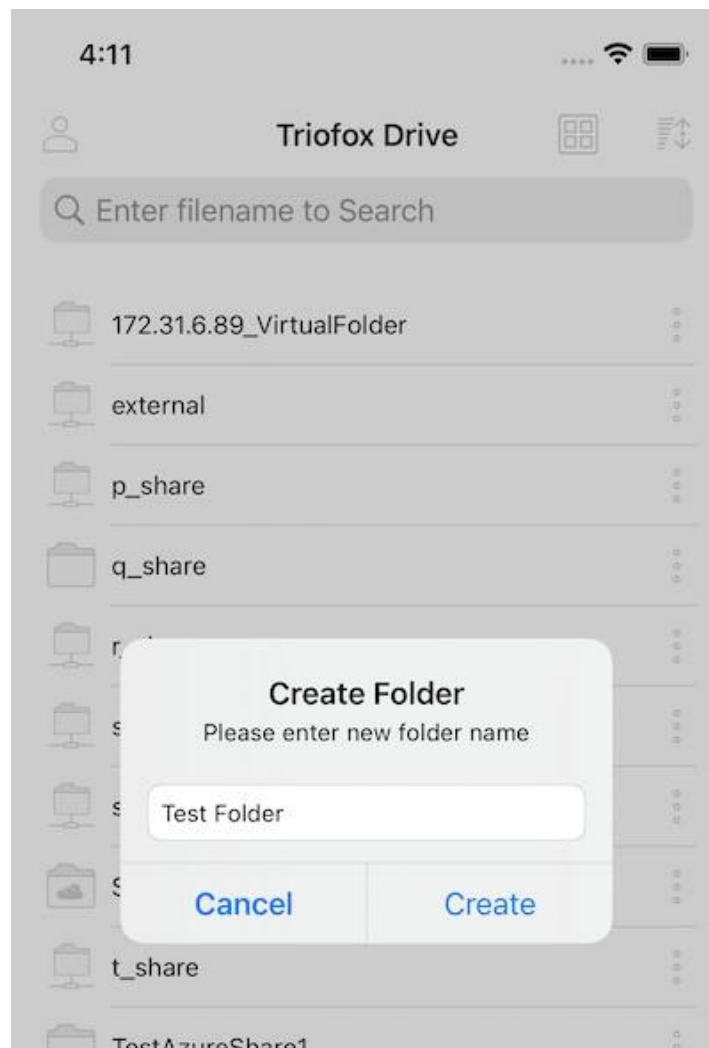 4:11
Triofox Drive
Enter filename to Search
172.31.6.89_VirtualFolder
external
p_share
q_share
Create Folder
Please enter new folder name
Test Folder
Cancel Create
t_share
TestAzureShare1